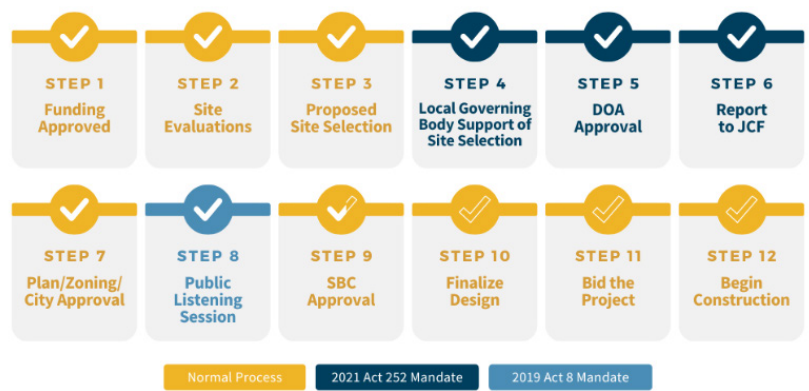 STEP 1
Funding
Approved
STEP 2
Site
Evaluations
STEP 3
Proposed
Site Selection
STEP 4
Local Governing
Body Support of
Site Selection
STEP 5
DOA
Approval
STEP 6
Report
to JCF
STEP 7
Plan/Zoning/
City Approval
STEP 8
Public
Listening
Session
STEP 9
SBC
Approval
STEP 10
Finalize
Design
STEP 11
Bid the
Project
STEP 12
Begin
Construction
Normal Process
2021 Act 252 Mandate
2019 Act 8 Mandate